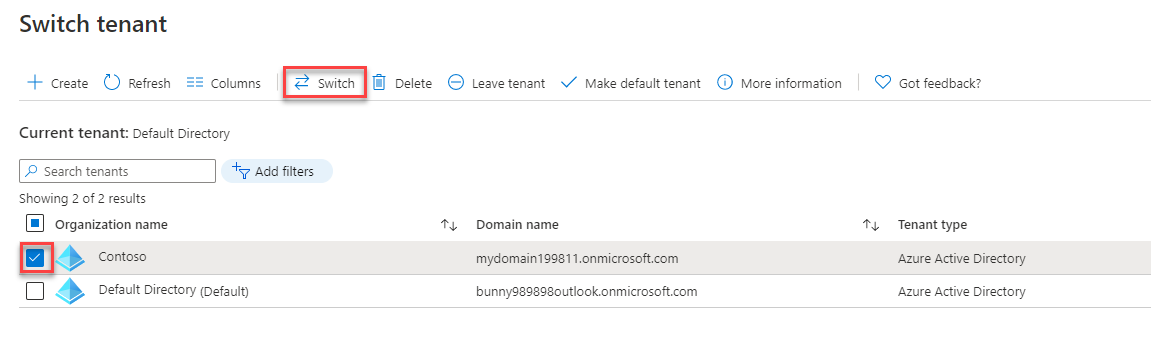 Switch tenant
Create Refresh Columns Switch Delete Leave tenant Make default tenant More information Got feedback?
Current tenant: Default Directory
Search tenants Add filters
Showing 2 of 2 results
Organization name Domain name Tenant type
Contoso mydomain199811.onmicrosoft.com Azure Active Directory
Default Directory (Default) bunny989898outlook.onmicrosoft.com Azure Active Directory